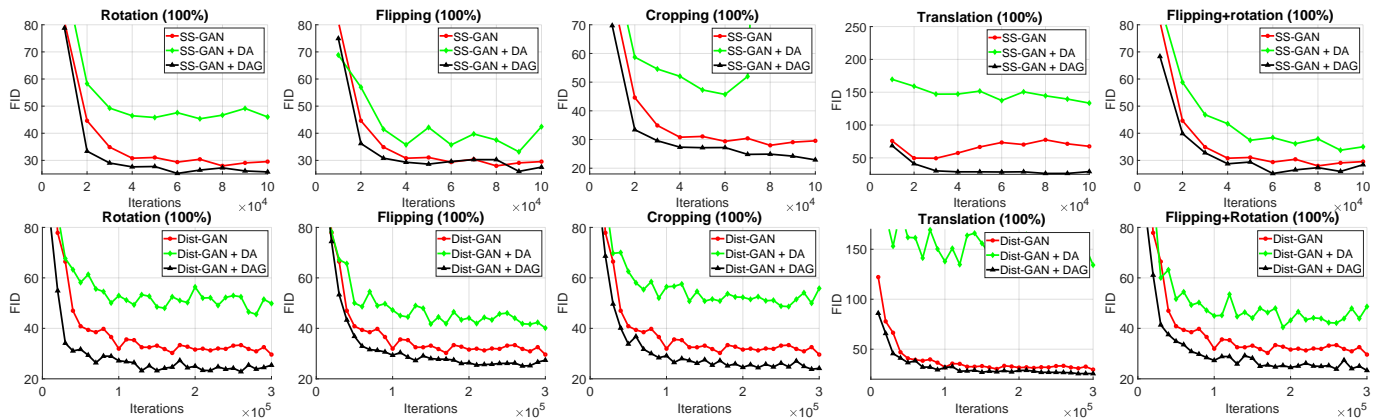 Rotation (100%)
80
70
60
50
40
30
FID
SS-GAN
SS-GAN + DA
SS-GAN + DAG
0 2 4 6 8 10
Iterations ×10^4
Flipping (100%)
80
70
60
50
40
30
SS-GAN
SS-GAN + DA
SS-GAN + DAG
0 2 4 6 8 10
Iterations ×10^4
Cropping (100%)
80
70
60
50
40
30
20
FID
SS-GAN
SS-GAN + DA
SS-GAN + DAG
0 2 4 6 8 10
Iterations ×10^4
Translation (100%)
250
200
150
100
50
FID
SS-GAN
SS-GAN + DA
SS-GAN + DAG
0 2 4 6 8 10
Iterations ×10^4
Flipping+rotation (100%)
80
70
60
50
40
30
FID
SS-GAN
SS-GAN + DA
SS-GAN + DAG
0 2 4 6 8 10
Iterations ×10^4
Rotation (100%)
80
60
40
20
FID
Dist-GAN
Dist-GAN + DA
Dist-GAN + DAG
0 1 2 3
Iterations ×10^5
Flipping (100%)
80
60
40
20
FID
Dist-GAN
Dist-GAN + DA
Dist-GAN + DAG
0 1 2 3
Iterations ×10^5
Cropping (100%)
80
60
40
20
FID
Dist-GAN
Dist-GAN + DA
Dist-GAN + DAG
0 1 2 3
Iterations ×10^5
Translation (100%)
150
100
50
FID
Dist-GAN
Dist-GAN + DA
Dist-GAN + DAG
0 1 2 3
Iterations ×10^5
Flipping+Rotation (100%)
80
60
40
20
FID
Dist-GAN
Dist-GAN + DA
Dist-GAN + DAG
0 1 2 3
Iterations ×10^5